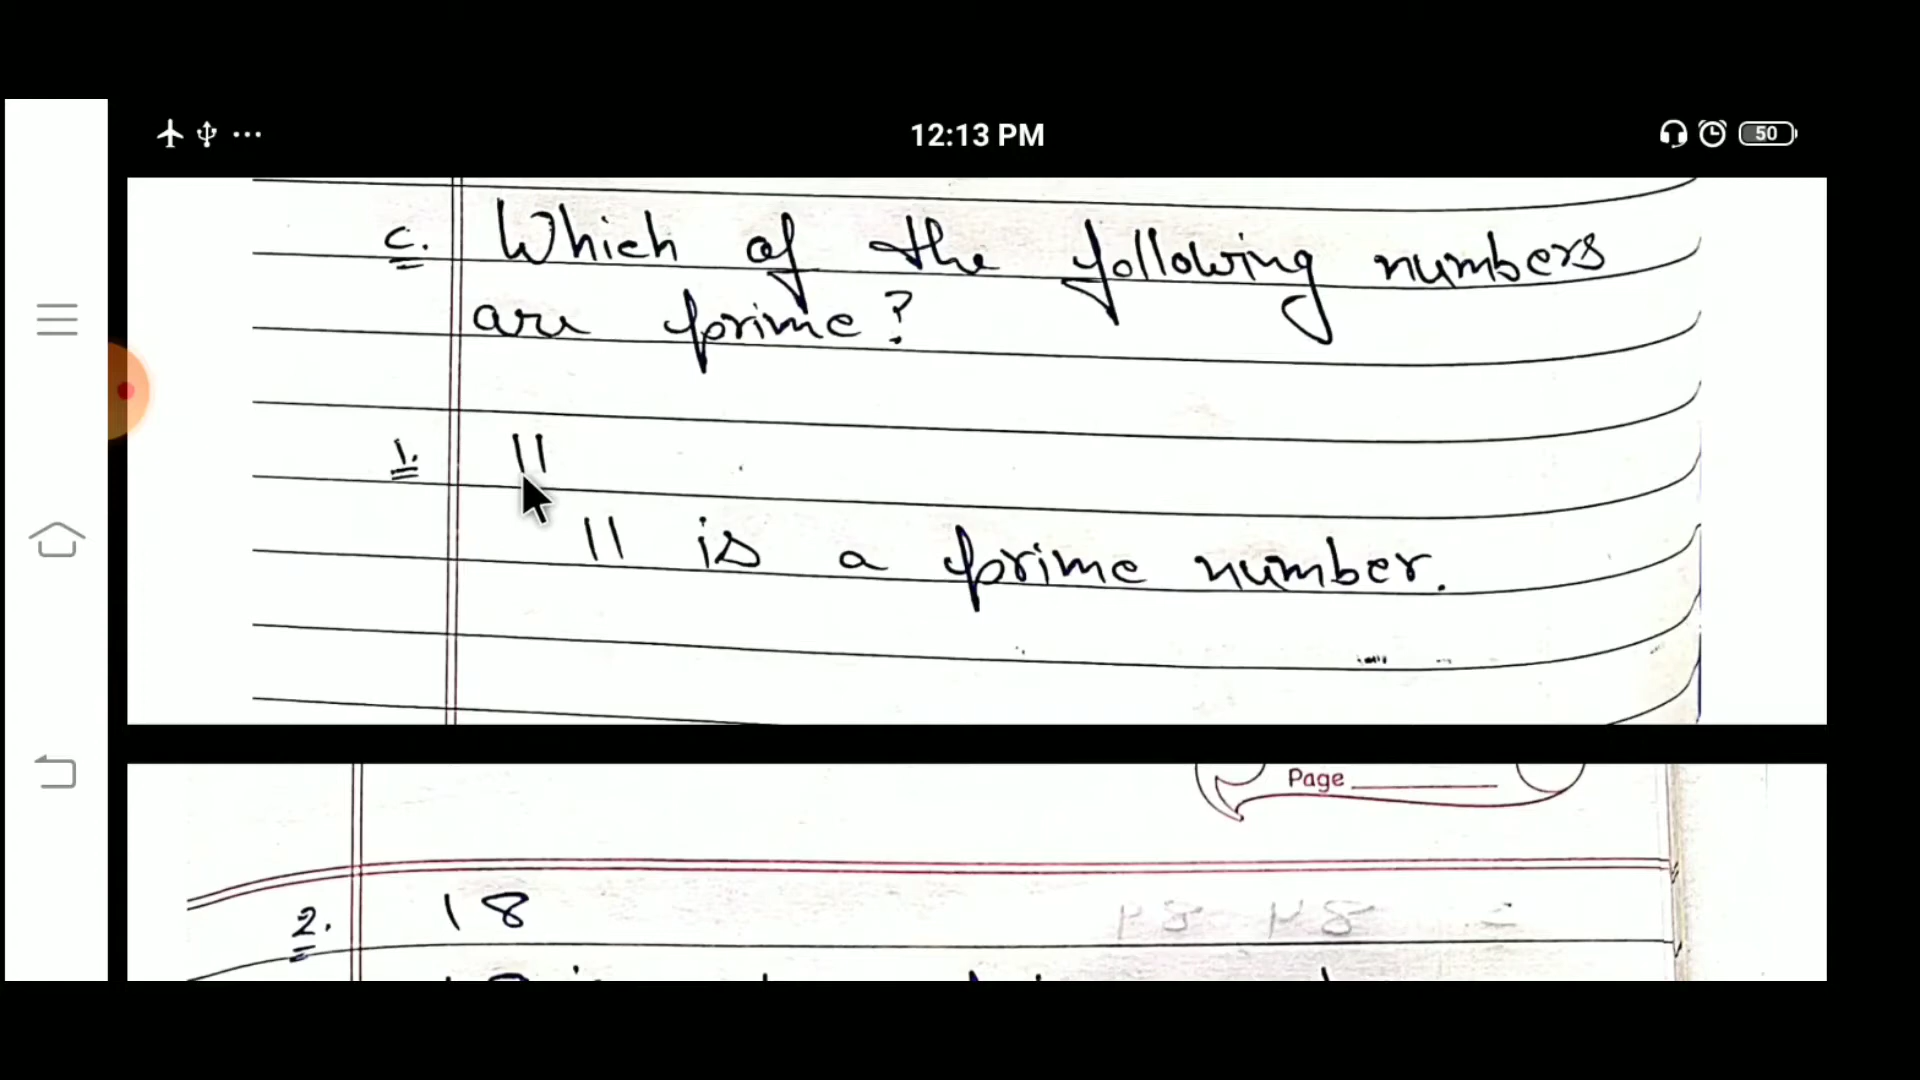 12:13 PM
50
c. Which of the following numbers
are prime?
1. 11
11 is a prime number.
Page
2. 18